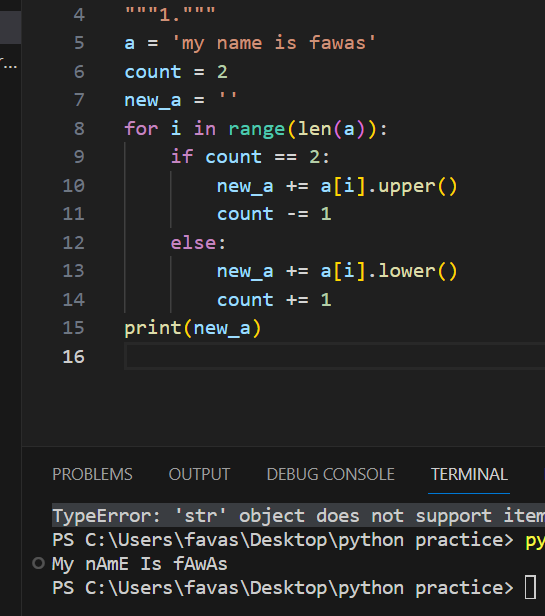 r...
4 """1."""
5 a = 'my name is fawas'
6 count = 2
7 new_a = ''
8 for i in range(len(a)):
9     if count == 2:
10         new_a += a[i].upper()
11         count -= 1
12     else:
13         new_a += a[i].lower()
14         count += 1
15 print(new_a)
16
PROBLEMS OUTPUT DEBUG CONSOLE TERMINAL
TypeError: 'str' object does not support item
PS C:\Users\favas\Desktop\python practice> py
My nAmE Is fAwAs
PS C:\Users\favas\Desktop\python practice>